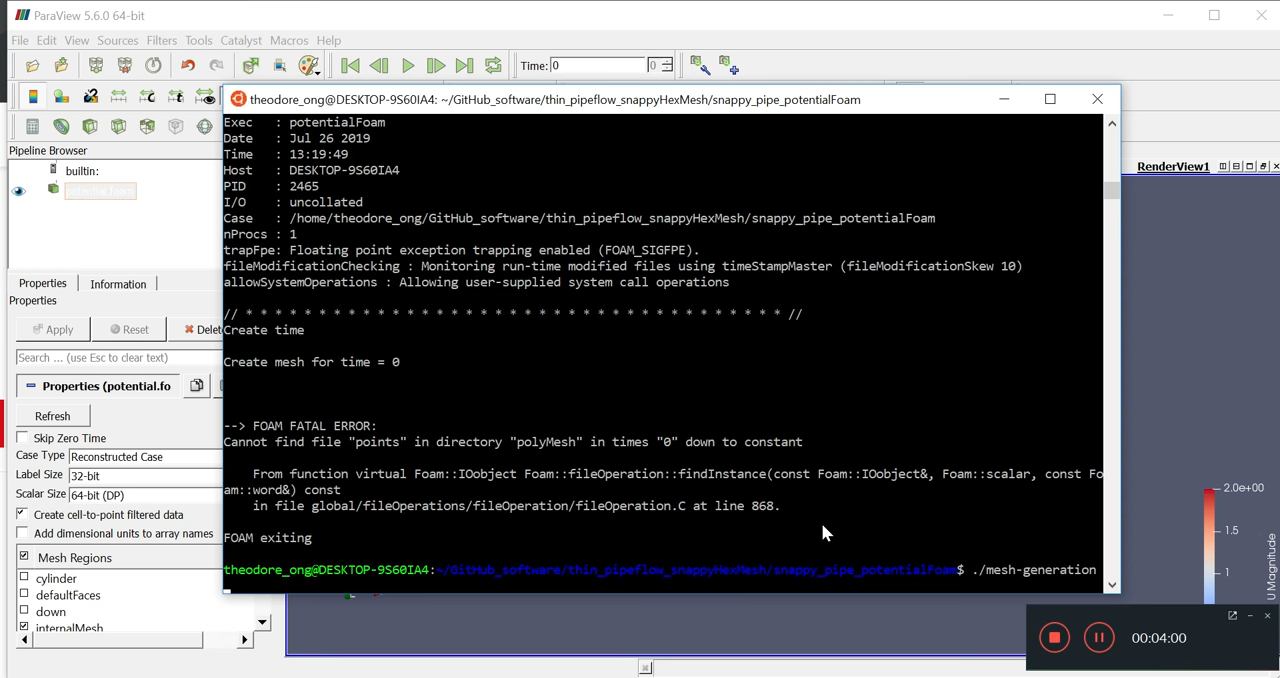 ParaView 5.6.0 64-bit
File Edit View Sources Filters Tools Catalyst Macros Help
Time: 0 0
theodore_ong@DESKTOP-9S60IA4: ~/GitHub_software/thin_pipeflow_snappyHexMesh/snappy_pipe_potentialFoam
Pipeline Browser
builtin:
RenderView1
Exec : potentialFoam
Date : Jul 26 2019
Time : 13:19:49
Host : DESKTOP-9S60IA4
PID : 2465
I/O : uncollated
Case : /home/theodore_ong/GitHub_software/thin_pipeflow_snappyHexMesh/snappy_pipe_potentialFoam
nProcs : 1
trapFpe: Floating point exception trapping enabled (FOAM_SIGFPE).
fileModificationChecking : Monitoring run-time modified files using timeStampMaster (fileModificationSkew 10)
allowSystemOperations : Allowing user-supplied system call operations
// * * * * * * * * * * * * * * * * * * * * * * * * * * * * * * * * * * * * * //
Create time
Create mesh for time = 0
--> FOAM FATAL ERROR:
Cannot find file "points" in directory "polyMesh" in times "0" down to constant
From function virtual Foam::IOobject Foam::fileOperation::findInstance(const Foam::IOobject&, Foam::scalar, const Fo
am::word&) const
in file global/fileOperations/fileOperation/fileOperation.C at line 868.
FOAM exiting
theodore_ong@DESKTOP-9S60IA4:~/GitHub_software/thin_pipeflow_snappyHexMesh/snappy_pipe_potentialFoam$ ./mesh-generation
Properties Information
Properties
Apply Reset Delet
Search ... (use Esc to clear text)
Properties (potential.fo
Refresh
Skip Zero Time
Case Type Reconstructed Case
Label Size 32-bit
Scalar Size 64-bit (DP)
Create cell-to-point filtered data
Add dimensional units to array names
Mesh Regions
cylinder
defaultFaces
down
internalMesh
2.0e+00
1.5
1
U Magnitude
00:04:00